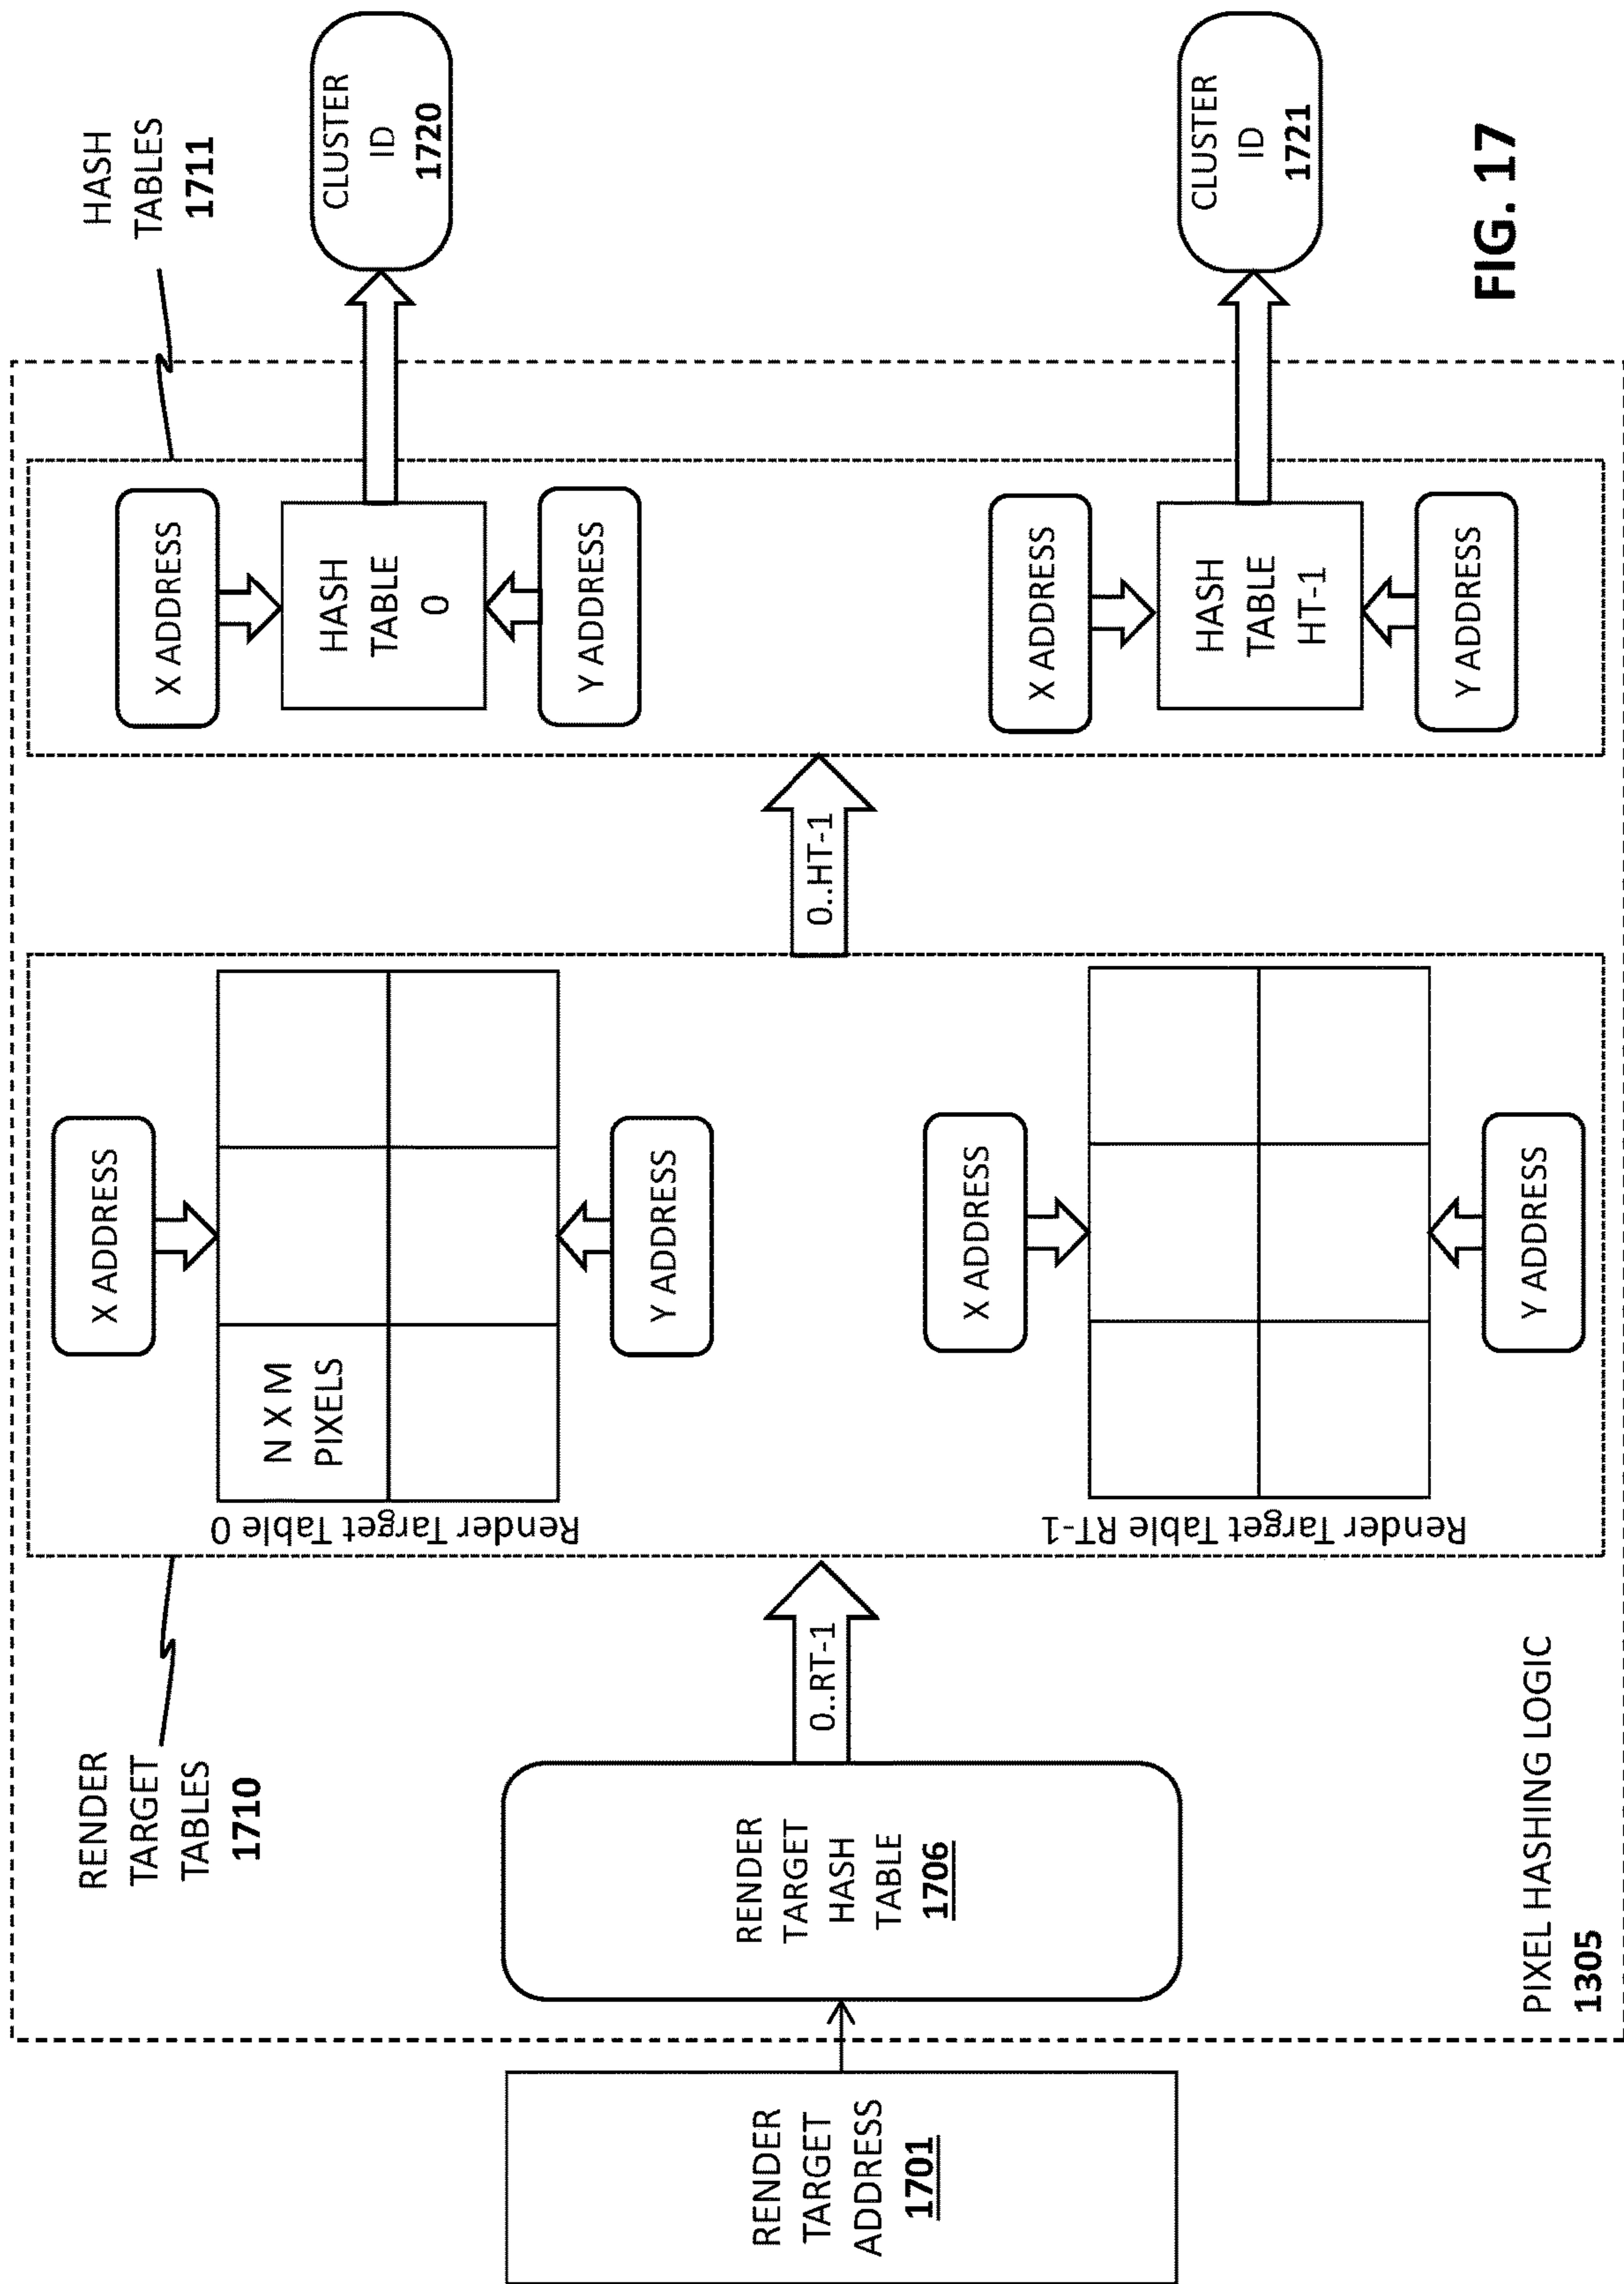 RENDER
TARGET
ADDRESS
1701
RENDER
TARGET
HASH
TABLE
1706
PIXEL HASHING LOGIC
1305
0..RT-1
RENDER
TARGET
TABLES
1710
X ADDRESS
Render Target Table 0
N X M
PIXELS
Y ADDRESS
X ADDRESS
Render Target Table RT-1
Y ADDRESS
0..HT-1
HASH
TABLES
1711
X ADDRESS
HASH
TABLE
0
Y ADDRESS
X ADDRESS
HASH
TABLE
HT-1
Y ADDRESS
CLUSTER
ID
1720
CLUSTER
ID
1721
FIG. 17